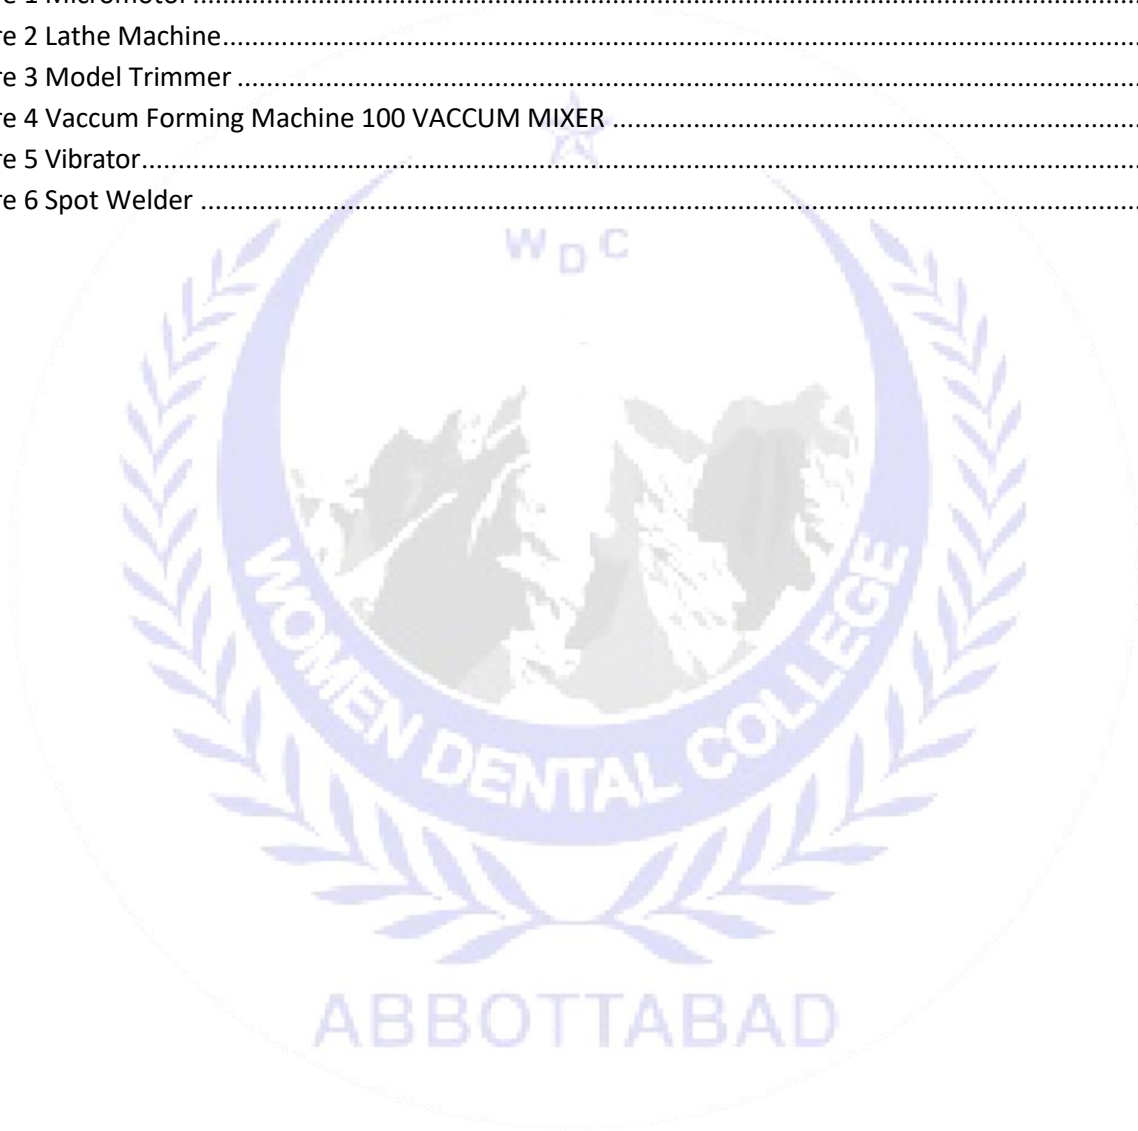 re 1 Micromotor
re 2 Lathe Machine
re 3 Model Trimmer
re 4 Vaccum Forming Machine 100 VACCUM MIXER
re 5 Vibrator
re 6 Spot Welder
W D C
WOMEN DENTAL COLLEGE
ABBOTTABAD